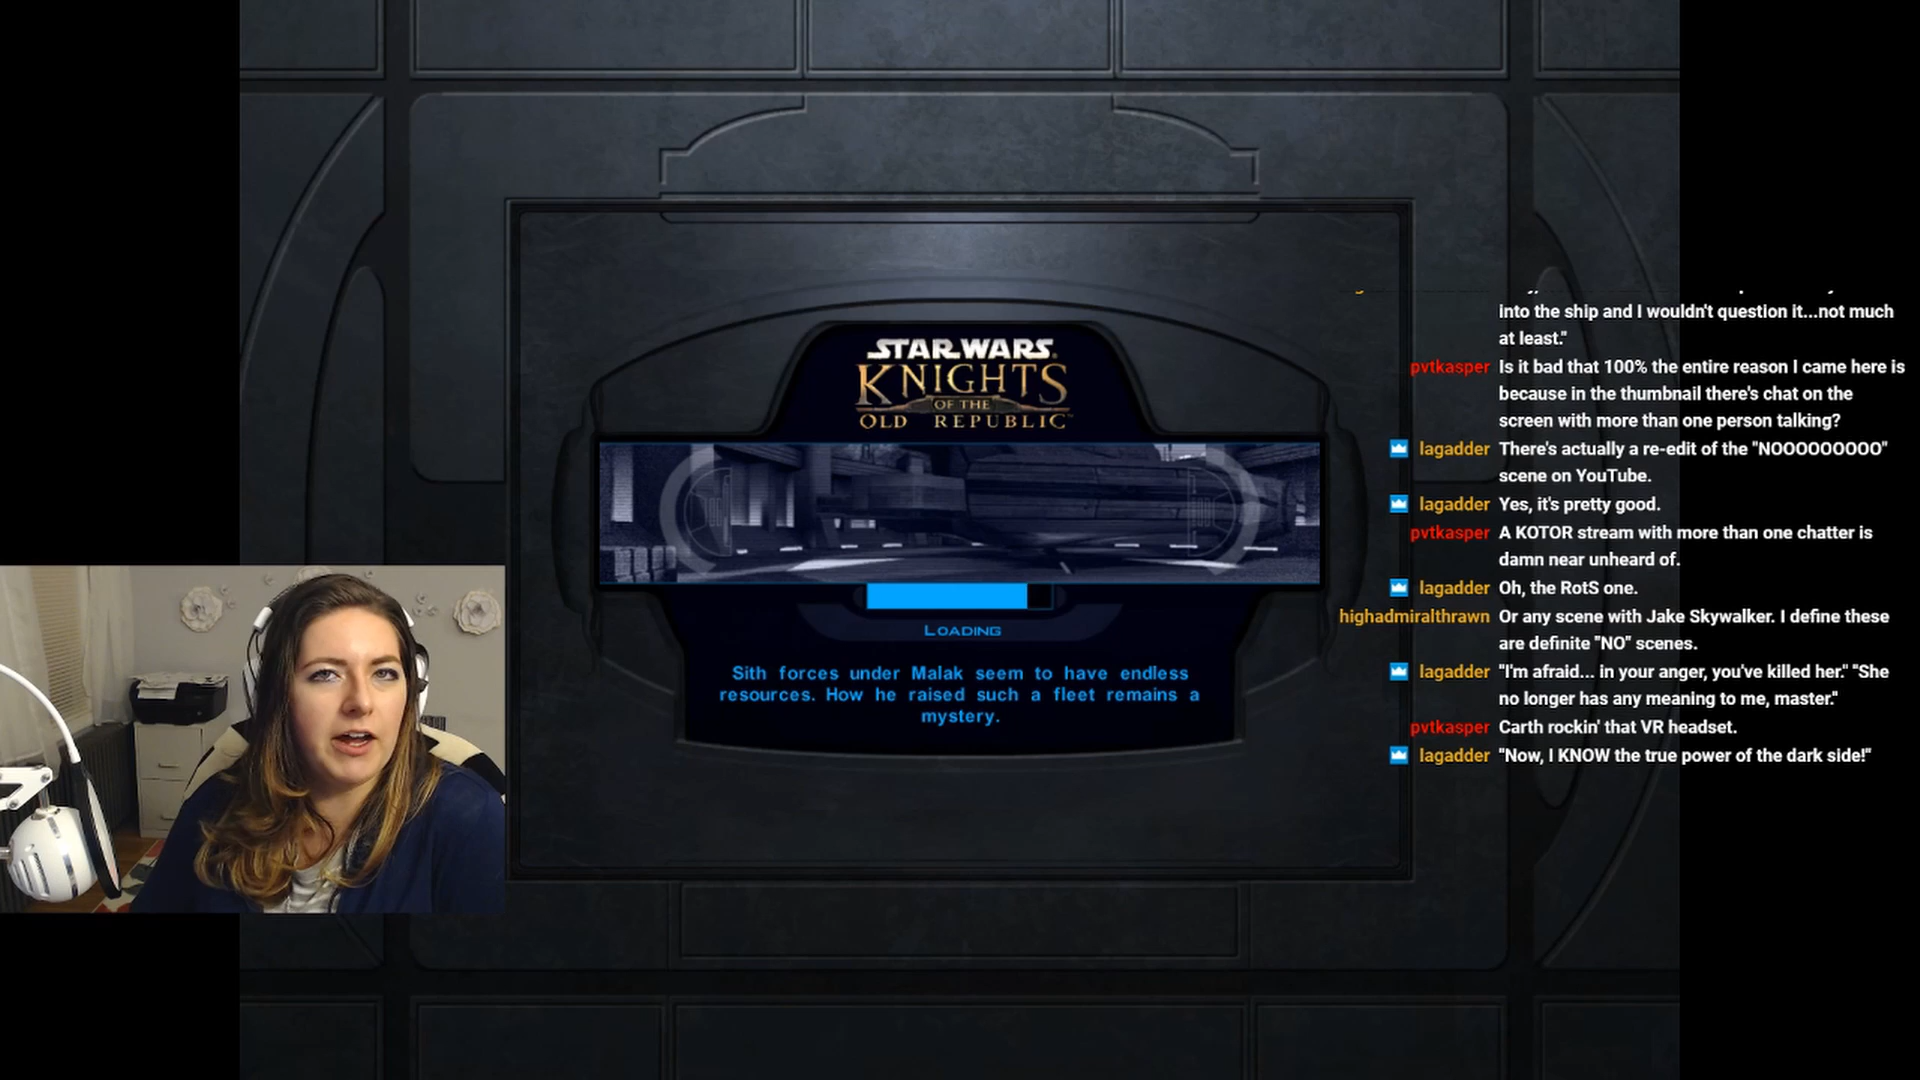 STAR WARS
KNIGHTS
OF THE
OLD REPUBLIC
LOADING
Sith forces under Malak seem to have endless
resources. How he raised such a fleet remains a
mystery.
into the ship and I wouldn't question it...not much
at least."
pvtkasper Is it bad that 100% the entire reason I came here is
because in the thumbnail there's chat on the
screen with more than one person talking?
lagadder There's actually a re-edit of the "NOOOOOOOOO"
scene on YouTube.
lagadder Yes, it's pretty good.
pvtkasper A KOTOR stream with more than one chatter is
damn near unheard of.
lagadder Oh, the RotS one.
highadmiralthrawn Or any scene with Jake Skywalker. I define these
are definite "NO" scenes.
lagadder "I'm afraid... in your anger, you've killed her." "She
no longer has any meaning to me, master."
pvtkasper Carth rockin' that VR headset.
lagadder "Now, I KNOW the true power of the dark side!"